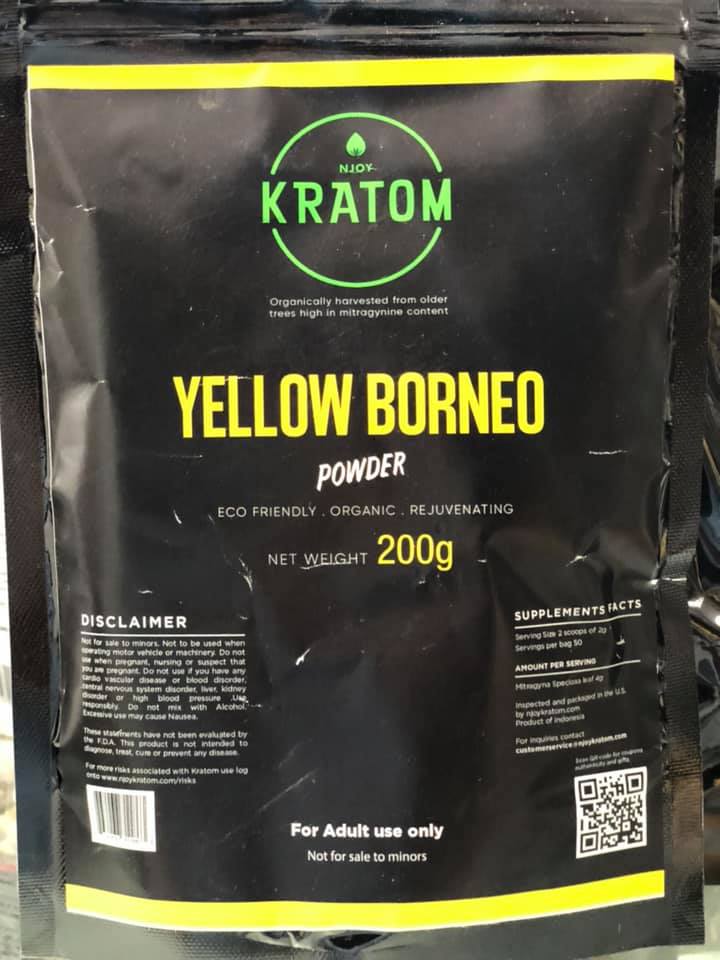 NJOY
KRATOM
Organically harvested from older
trees high in mitragynine content
YELLOW BORNEO
POWDER
ECO FRIENDLY . ORGANIC . REJUVENATING
NET WEIGHT 200g
DISCLAIMER
Not for sale to minors. Not to be used when
operating motor vehicle or machinery. Do not
use when pregnant, nursing or suspect that
you are pregnant. Do not use if you have any
cardio vascular disease or blood disorder,
central nervous system disorder, liver, kidney
disorder or high blood pressure .Use
responsibly. Do not mix with Alcohol.
Excessive use may cause Nausea.
These statements have not been evaluated by
the F.D.A. This product is not intended to
diagnose, treat, cure or prevent any disease.
For more risks associated with Kratom use log
onto www.njoykratom.com/risks
SUPPLEMENTS FACTS
Serving Size 2 scoops of 2g
Servings per bag 50
AMOUNT PER SERVING
Mitragyna Speciosa leaf 4g
Inspected and packaged in the U.S.
by njoykratom.com
Product of Indonesia
For inquiries contact
customerservice@njoykratom.com
Scan QR code for coupons
authenticity and gifts.
For Adult use only
Not for sale to minors